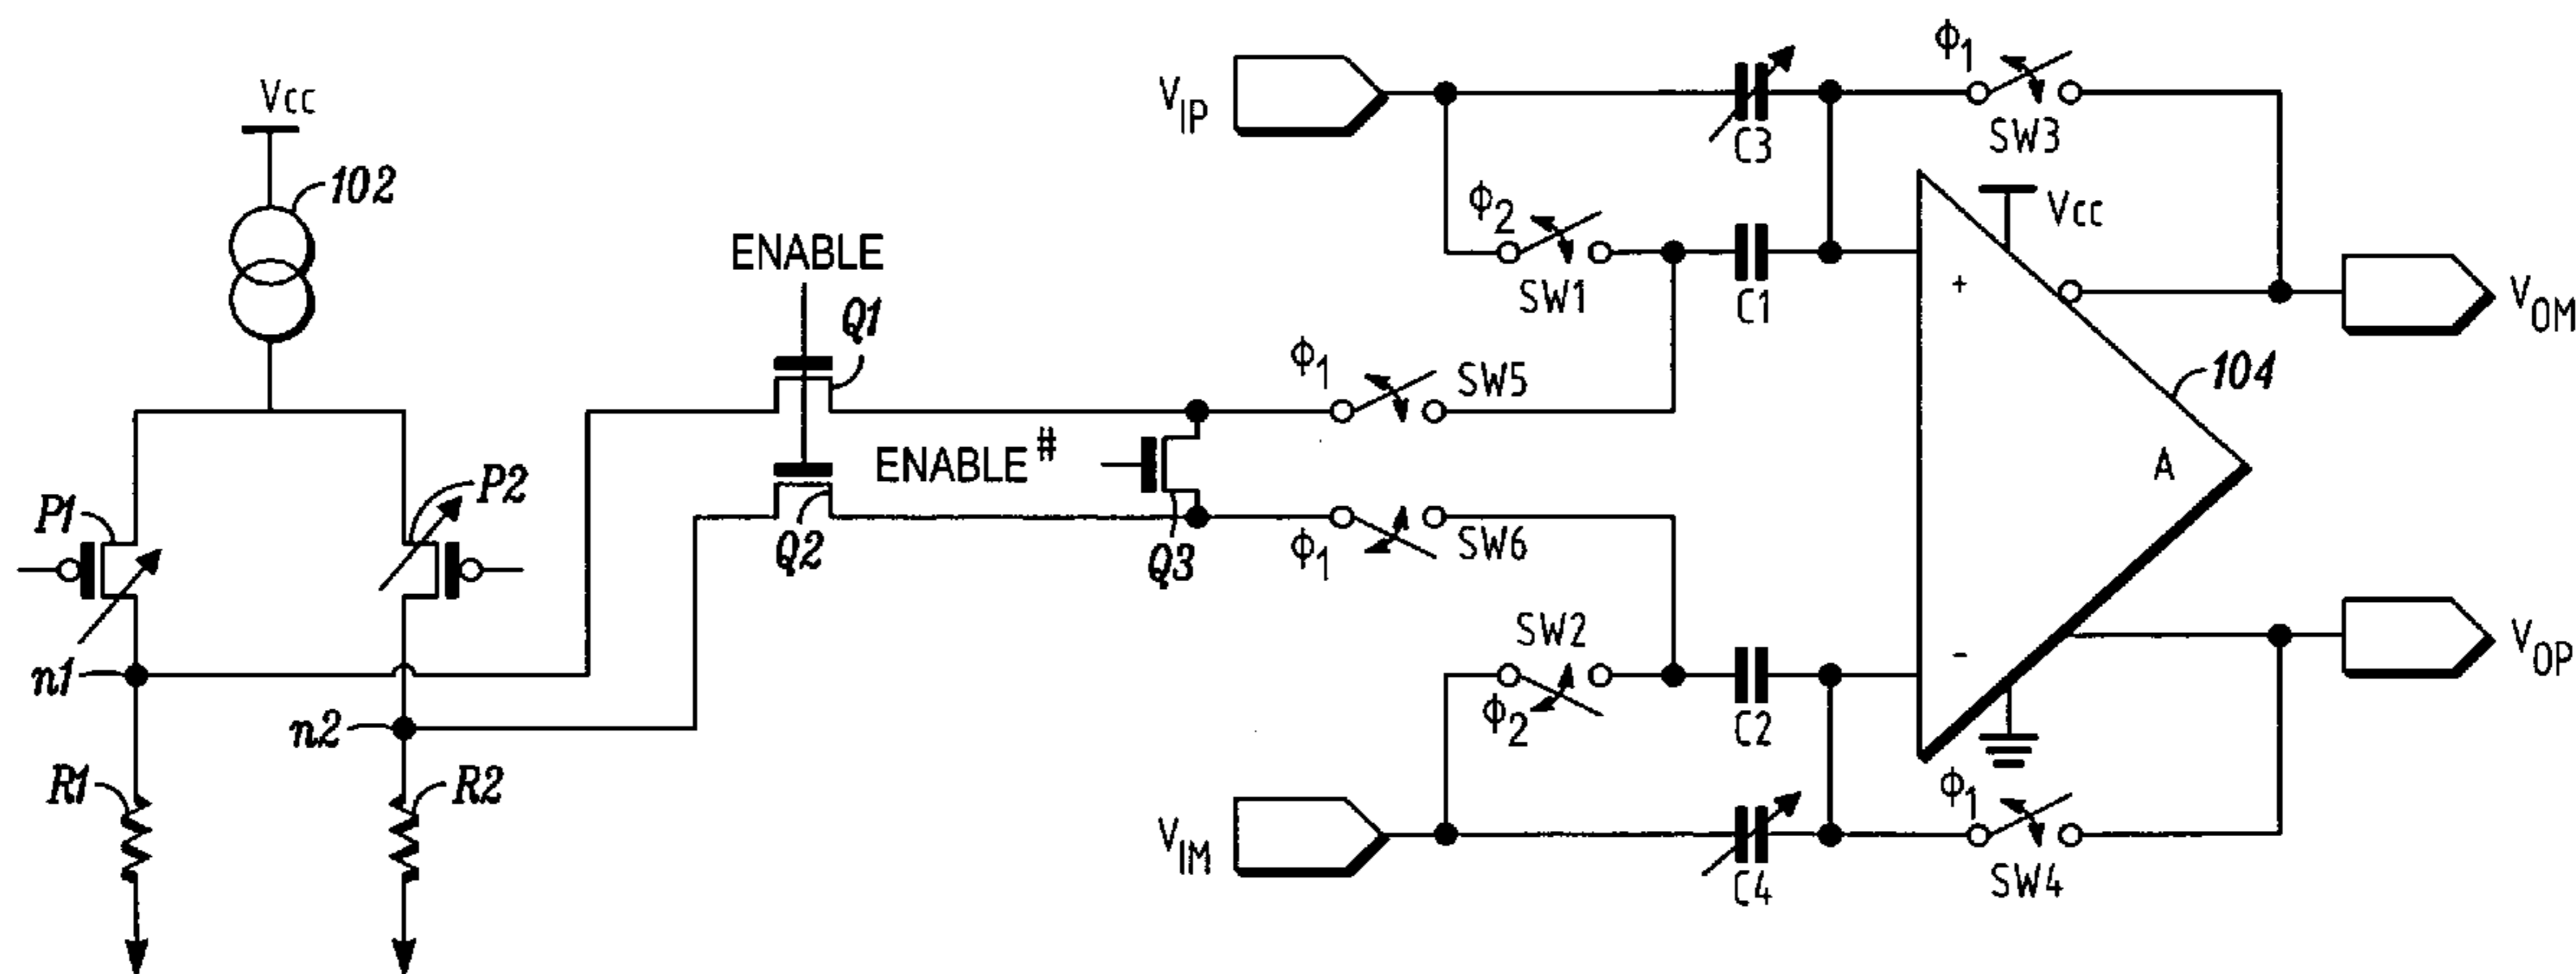 Vcc
102
P1
P2
n1
n2
R1
R2
ENABLE
Q1
Q2
ENABLE#
Q3
ϕ1
SW5
ϕ1
SW6
VIP
C3
ϕ1
SW3
ϕ2
SW1
C1
Vcc
+
VOM
104
A
SW2
ϕ2
C2
-
VOP
VIM
C4
ϕ1
SW4